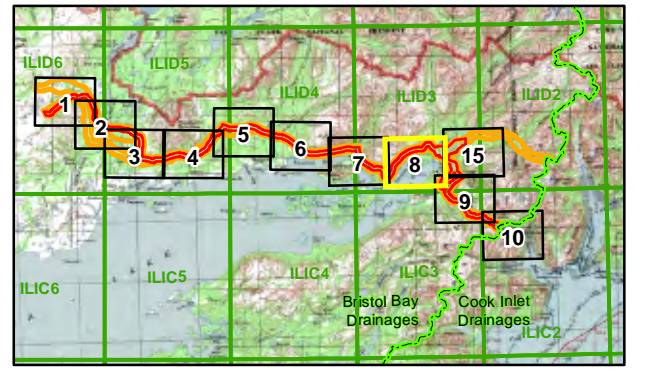 ILID6
ILID5
ILID4
ILID3
ILID2
1
2
3
4
5
6
7
8
15
9
10
ILIC6
ILIC5
ILIC4
ILIC3
ILIC2
Bristol Bay
Drainages
Cook Inlet
Drainages